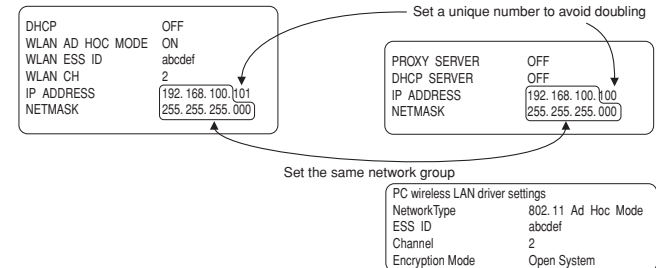 Set a unique number to avoid doubling
DHCP OFF
WLAN AD HOC MODE ON
WLAN ESS ID abcdef
WLAN CH 2
IP ADDRESS 192. 168. 100. 101
NETMASK 255. 255. 255. 000
PROXY SERVER OFF
DHCP SERVER OFF
IP ADDRESS 192. 168. 100. 100
NETMASK 255. 255. 255. 000
Set the same network group
PC wireless LAN driver settings
NetworkType 802. 11 Ad Hoc Mode
ESS ID abcdef
Channel 2
Encryption Mode Open System